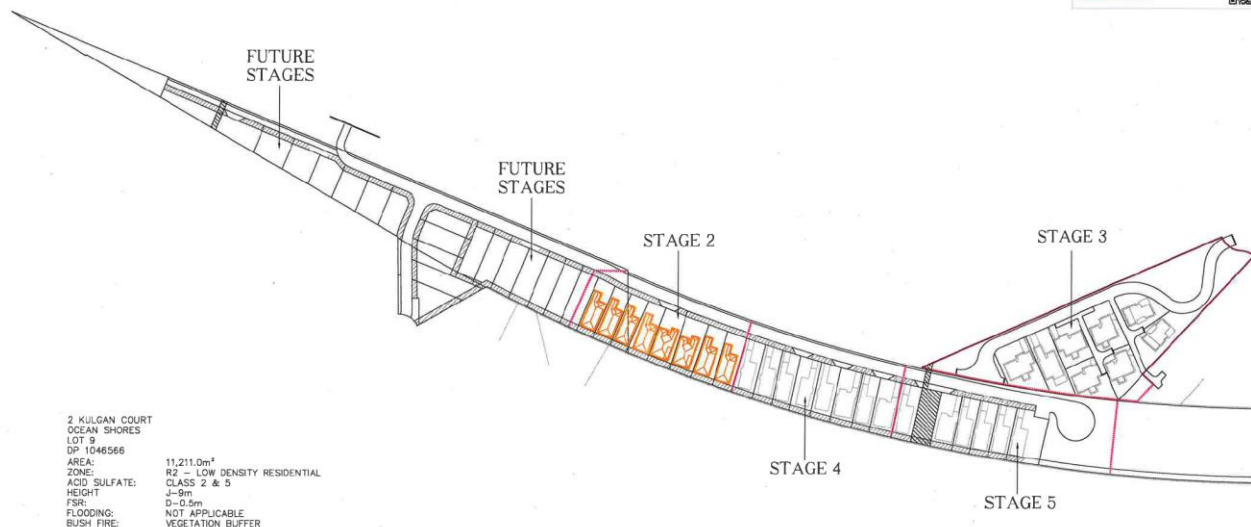 FUTURE
STAGES
FUTURE
STAGES
STAGE 2
STAGE 3
STAGE 4
STAGE 5
2 KULGAN COURT
OCEAN SHORES
LOT 9
DP 1046566
AREA: 11,211.0m²
ZONE: R2 - LOW DENSITY RESIDENTIAL
ACID SULFATE: CLASS 2 & 5
HEIGHT J-9m
FSR: D-0.5m
FLOODING: NOT APPLICABLE
BUSH FIRE: VEGETATION BUFFER